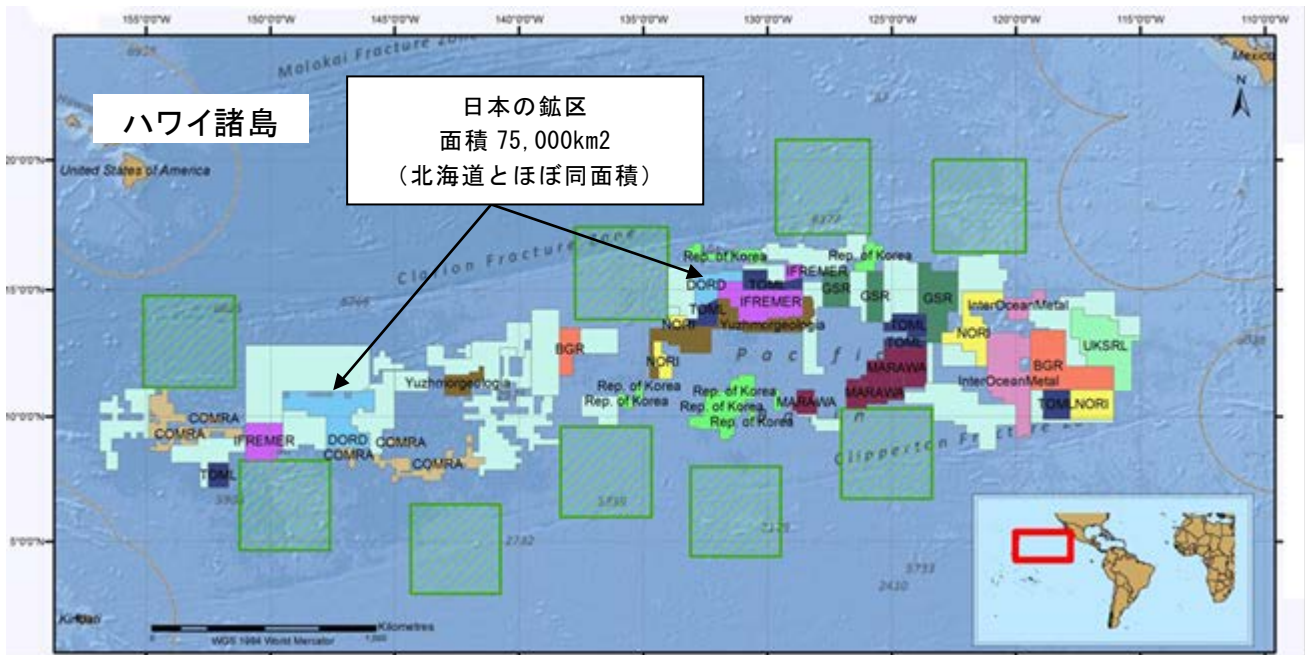 155°0'0"W
150°0'0"W
145°0'0"W
140°0'0"W
135°0'0"W
130°0'0"W
125°0'0"W
120°0'0"W
115°0'0"W
110°0'0"W
Molokai Fracture Zone
Mexico
N
ハワイ諸島
日本の鉱区
面積 75,000km2
（北海道とほぼ同面積）
20°0'0"N
United States of America
Clarion Fracture Zone
Rep. of Korea
Rep. of Korea
15°0'0"N
DORD
TOML
IFREMER
IFREMER
GSR
GSR
GSR
InterOceanMetal
TOML
NORI
Yuzhmorgeologia
TOML
TOML
NORI
UKSRL
BGR
NORI
Pacific
BGR
MARAWA
Yuzhmorgeologia
InterOceanMetal
Rep. of Korea
Rep. of Korea
Rep. of Korea
Rep. of Korea
Rep. of Korea
MARAWA
MARAWA
TOML
NORI
10°0'0"N
COMRA
COMRA
IFREMER
DORD
COMRA
COMRA
COMRA
TOML
Clipperton Fracture
5°0'0"N
2732
5733
2410
Kiribati
Kilometres
WGS 1984 World Mercator